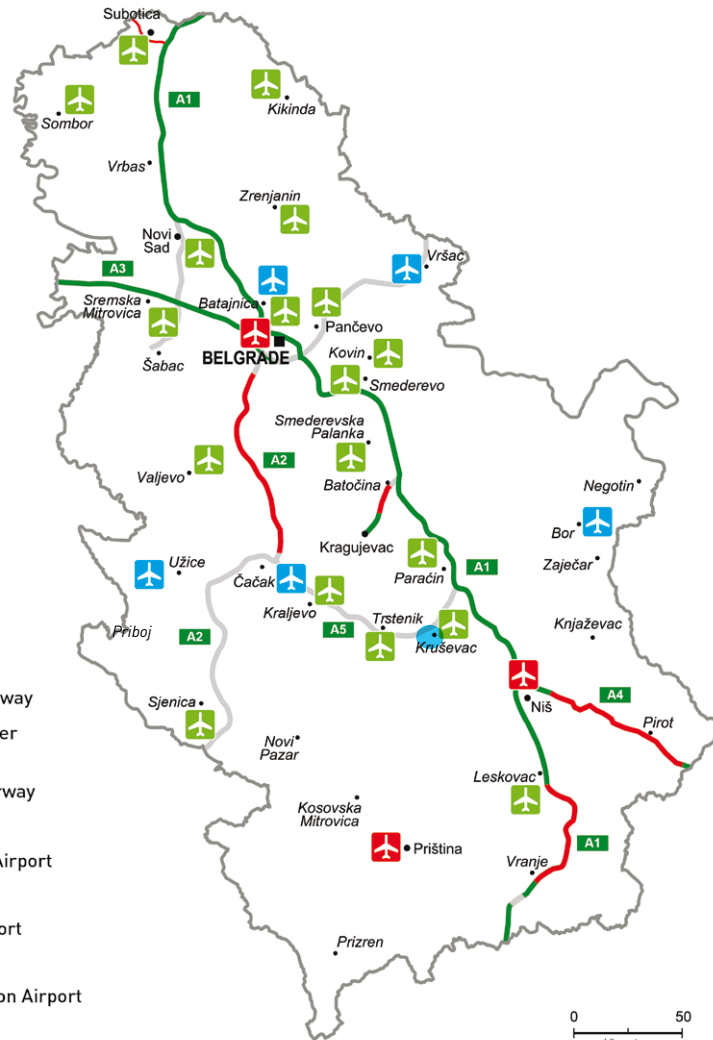 Subotica
A1
Kikinda
Sombor
Vrbas
Zrenjanin
Novi
Sad
Vršac
A3
Sremska
Mitrovica
Batajnica
Pančevo
BELGRADE
Kovin
Šabac
Smederevo
Smederevska
Palanka
A2
Valjevo
Batočina
Negotin
Bor
Kragujevac
Zaječar
Užice
Čačak
Paraćin
A1
Kraljevo
Priboj
A2
A5
Trstenik
Kruševac
Knjaževac
Sjenica
Niš
A4
Pirot
way
er
Novi
Pazar
Leskovac
rway
Kosovska
Mitrovica
A1
Airport
Priština
Vranje
ort
Prizren
on Airport
0 50